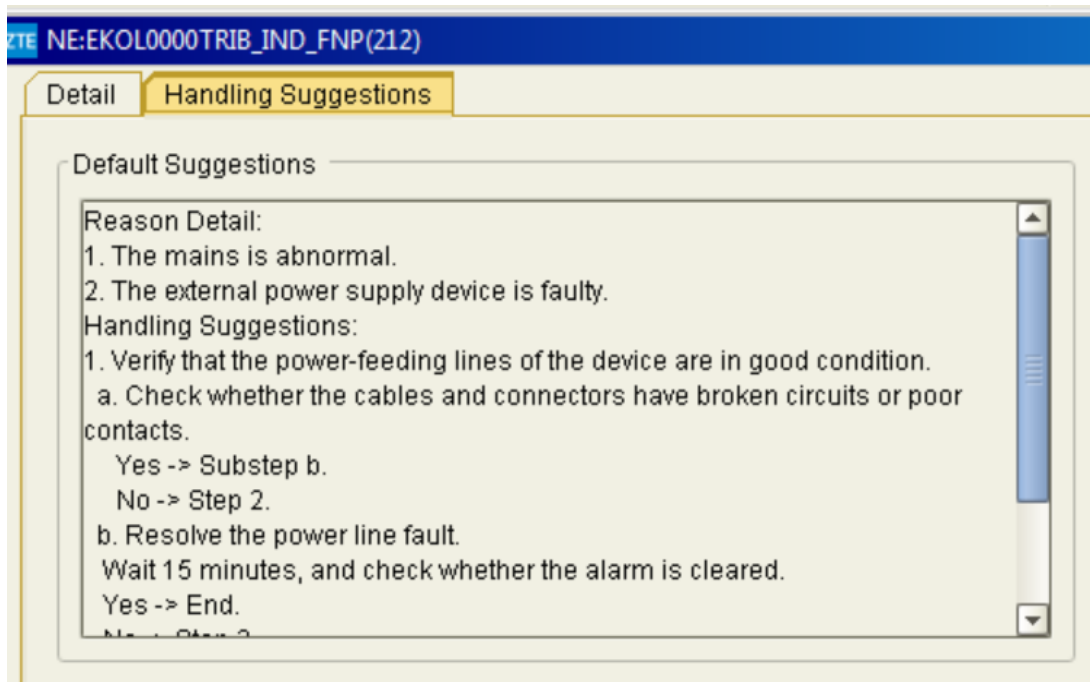 ZTE NE:EKOL0000TRIB_IND_FNP(212)
Detail Handling Suggestions
Default Suggestions
Reason Detail:
1. The mains is abnormal.
2. The external power supply device is faulty.
Handling Suggestions:
1. Verify that the power-feeding lines of the device are in good condition.
a. Check whether the cables and connectors have broken circuits or poor
contacts.
Yes -> Substep b.
No -> Step 2.
b. Resolve the power line fault.
Wait 15 minutes, and check whether the alarm is cleared.
Yes -> End.